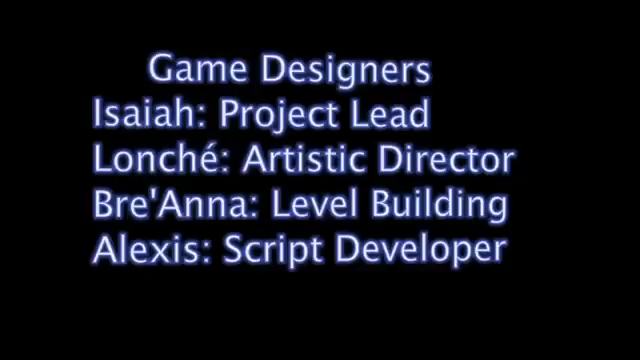 Game Designers
Isaiah: Project Lead
Lonché: Artistic Director
Bre'Anna: Level Building
Alexis: Script Developer